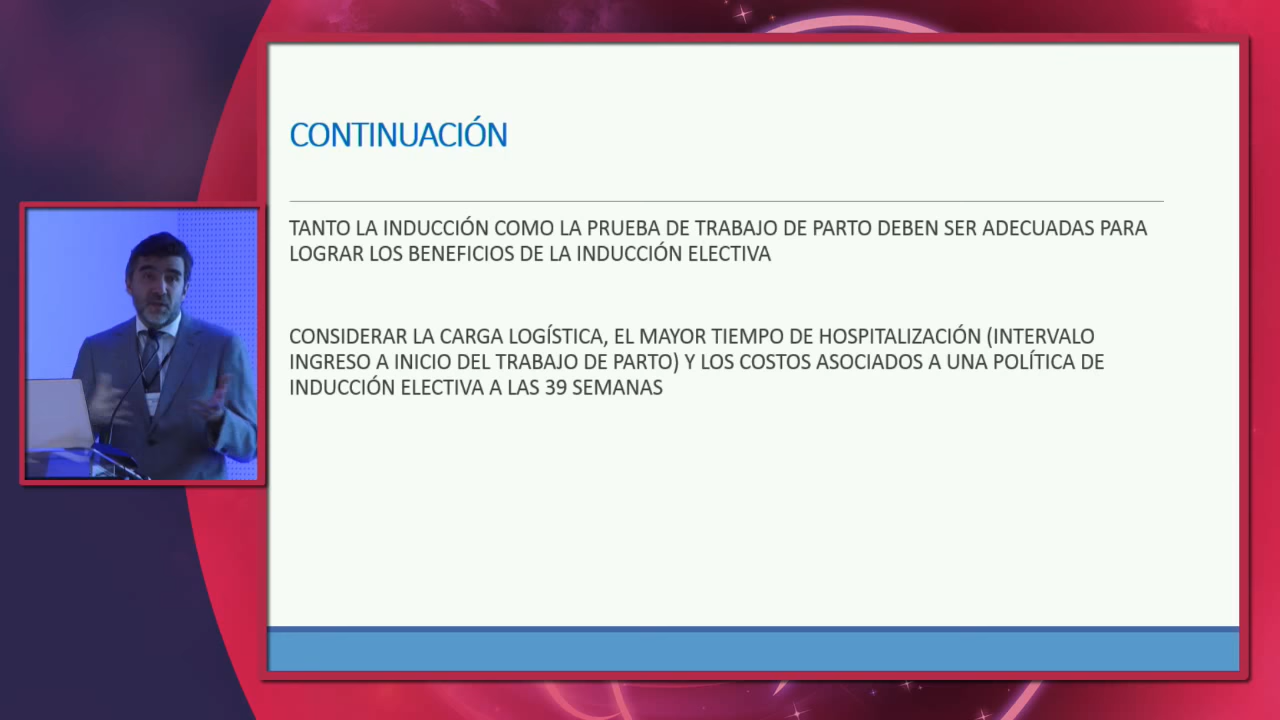 CONTINUACIÓN
TANTO LA INDUCCIÓN COMO LA PRUEBA DE TRABAJO DE PARTO DEBEN SER ADECUADAS PARA
LOGRAR LOS BENEFICIOS DE LA INDUCCIÓN ELECTIVA
CONSIDERAR LA CARGA LOGÍSTICA, EL MAYOR TIEMPO DE HOSPITALIZACIÓN (INTERVALO
INGRESO A INICIO DEL TRABAJO DE PARTO) Y LOS COSTOS ASOCIADOS A UNA POLÍTICA DE
INDUCCIÓN ELECTIVA A LAS 39 SEMANAS